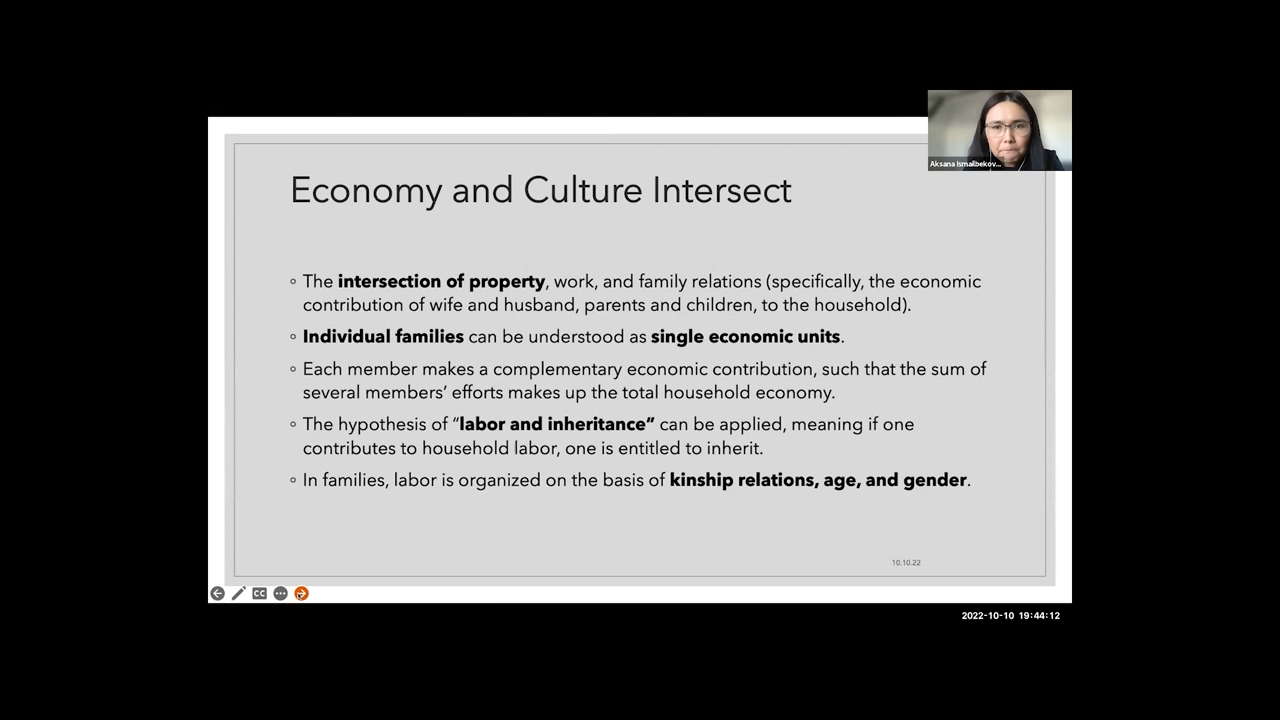 Aksana Ismailbekov...
Economy and Culture Intersect
◦ The intersection of property, work, and family relations (specifically, the economic
contribution of wife and husband, parents and children, to the household).
◦ Individual families can be understood as single economic units.
◦ Each member makes a complementary economic contribution, such that the sum of
several members’ efforts makes up the total household economy.
◦ The hypothesis of “labor and inheritance” can be applied, meaning if one
contributes to household labor, one is entitled to inherit.
◦ In families, labor is organized on the basis of kinship relations, age, and gender.
10.10.22
CC
2022-10-10 19:44:12